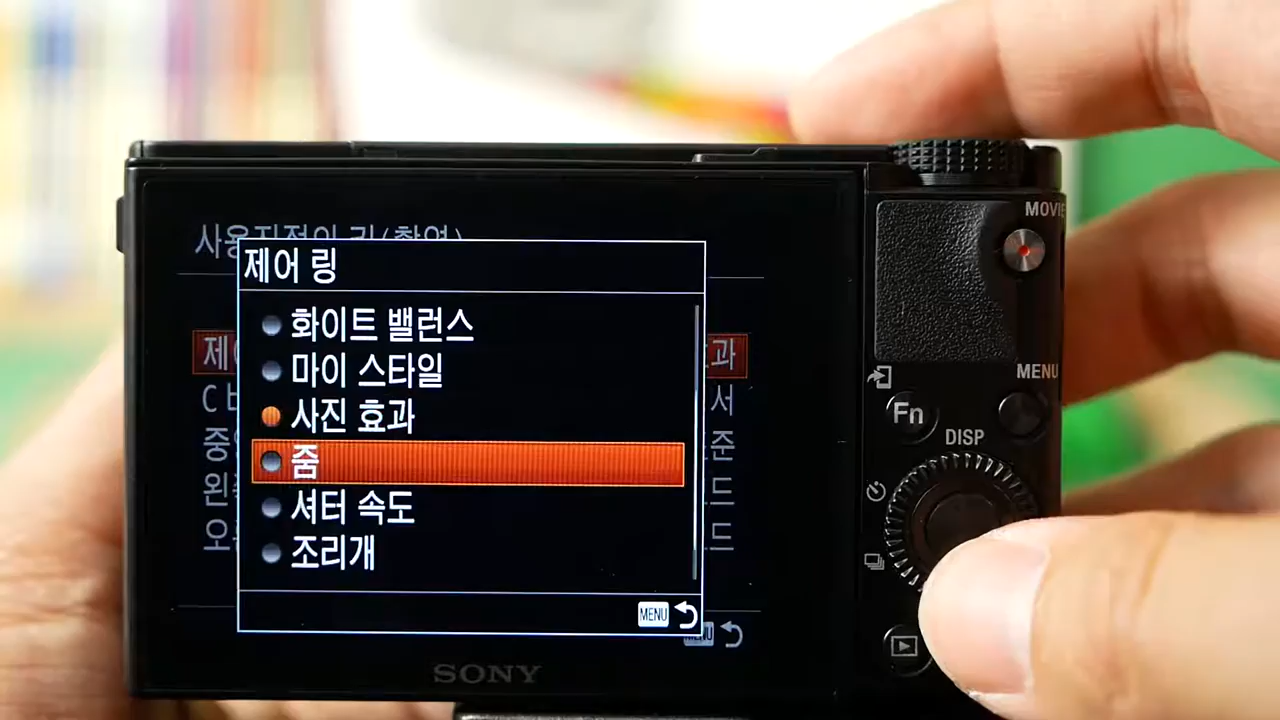 제어 링
화이트 밸런스
마이 스타일
사진 효과
줌
셔터 속도
조리개
MENU
MENU
SONY
MOVIE
MENU
Fn
DISP